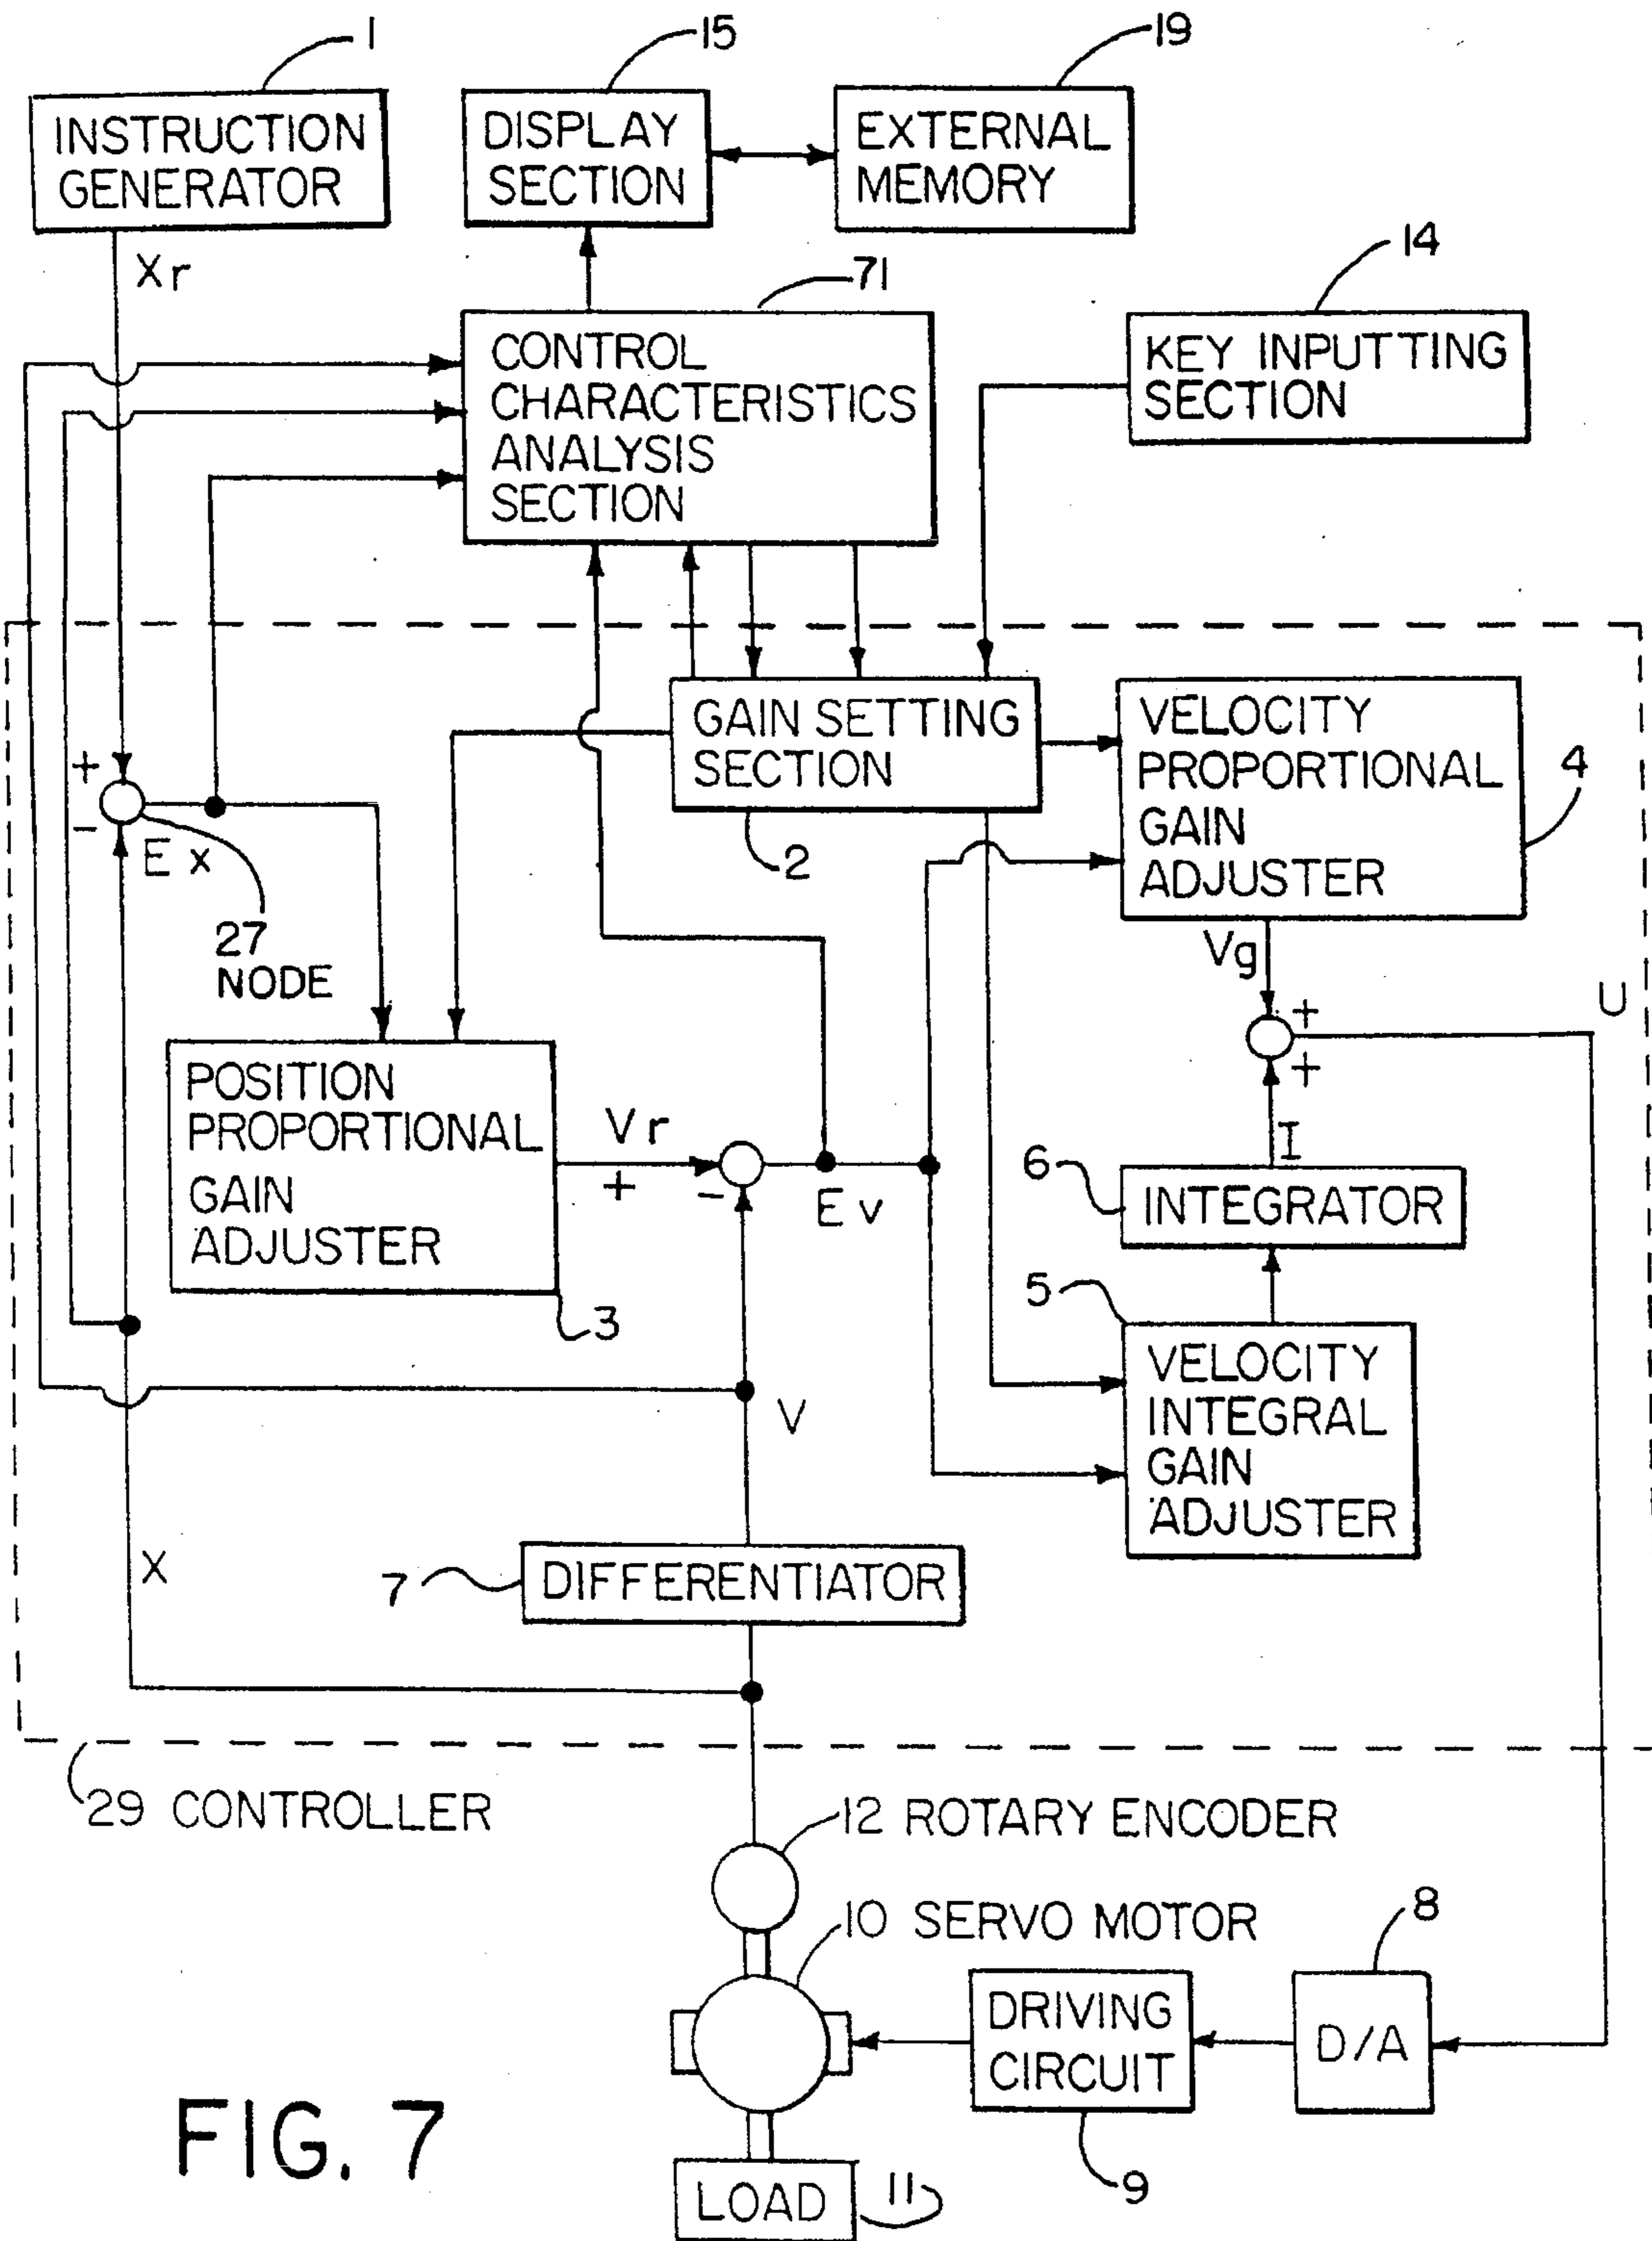 1
15
19
INSTRUCTION
GENERATOR
DISPLAY
SECTION
EXTERNAL
MEMORY
Xr
71
14
CONTROL
CHARACTERISTICS
ANALYSIS
SECTION
KEY INPUTTING
SECTION
GAIN SETTING
SECTION
2
VELOCITY
PROPORTIONAL
GAIN
ADJUSTER
4
+
-
Ex
27
NODE
Vg
+
+
U
POSITION
PROPORTIONAL
GAIN
ADJUSTER
3
Vr
+
-
Ev
I
6
INTEGRATOR
5
VELOCITY
INTEGRAL
GAIN
ADJUSTER
V
X
7
DIFFERENTIATOR
29 CONTROLLER
12 ROTARY ENCODER
10 SERVO MOTOR
8
DRIVING
CIRCUIT
D/A
9
LOAD
11
FIG. 7